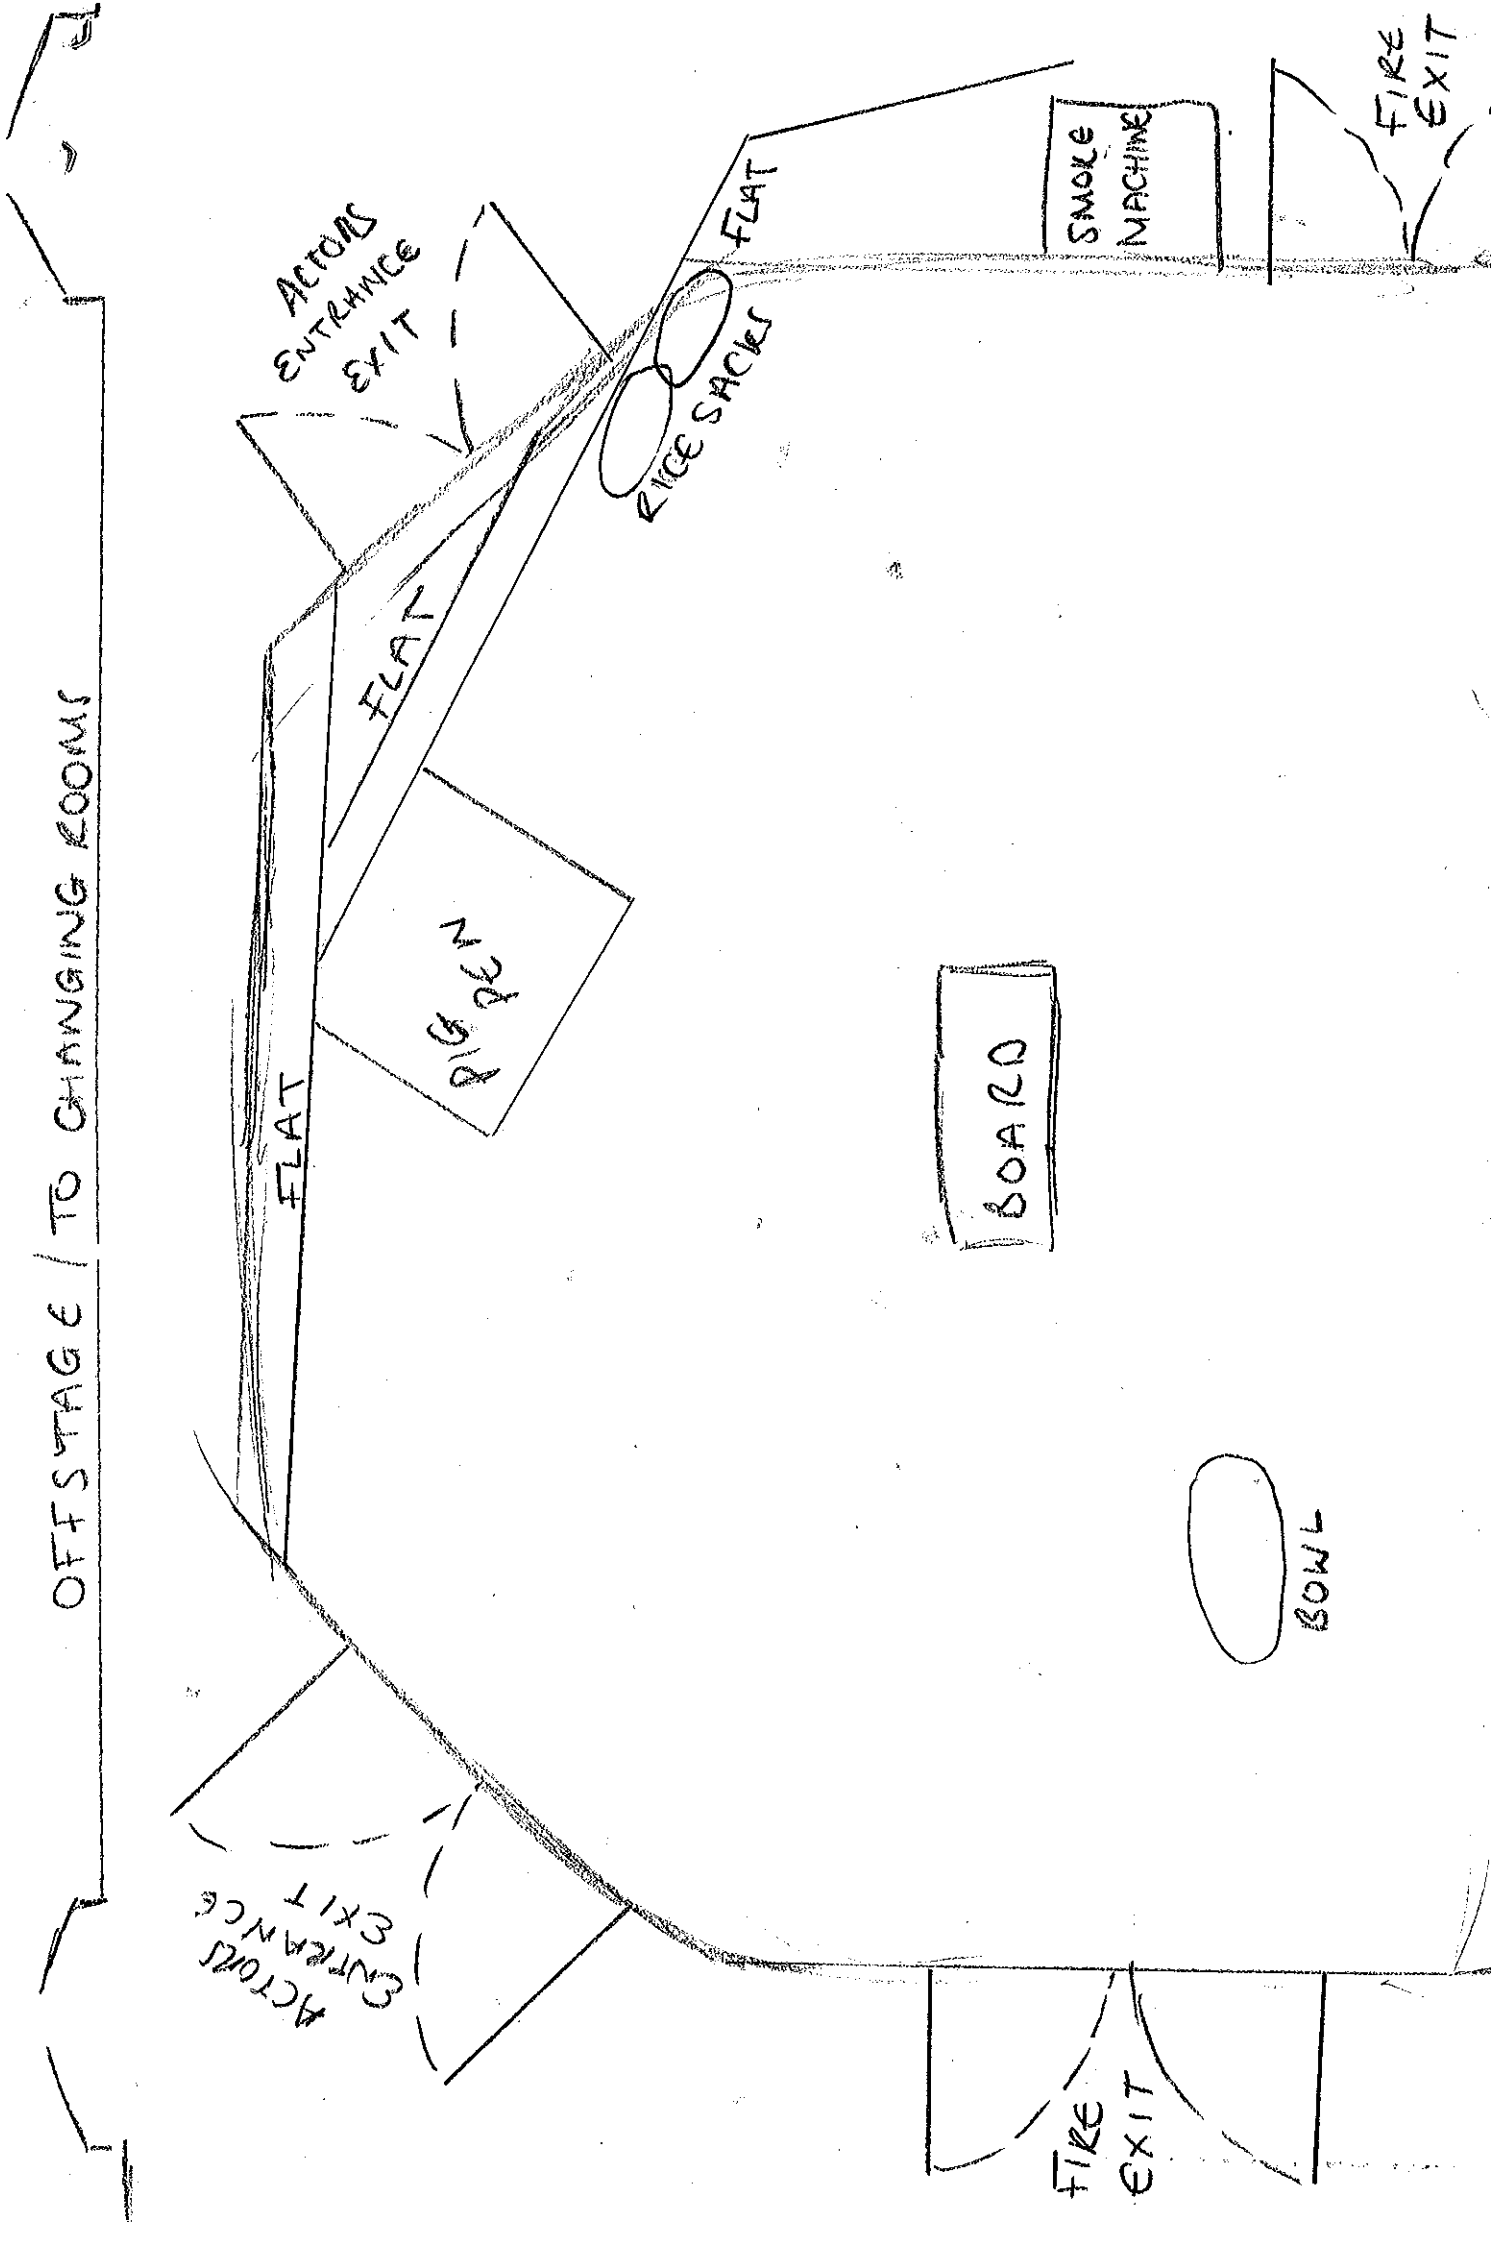 OFFSTAGE / TO CHANGING ROOMS
ACTORS
ENTRANCE
EXIT
ACTORS
ENTRANCE
EXIT
FLAT
FLAT
FLAT
PIG
PEN
RICE SACKS
SMOKE
MACHINE
FIRE
EXIT
BOARD
BOWL
FIRE
EXIT